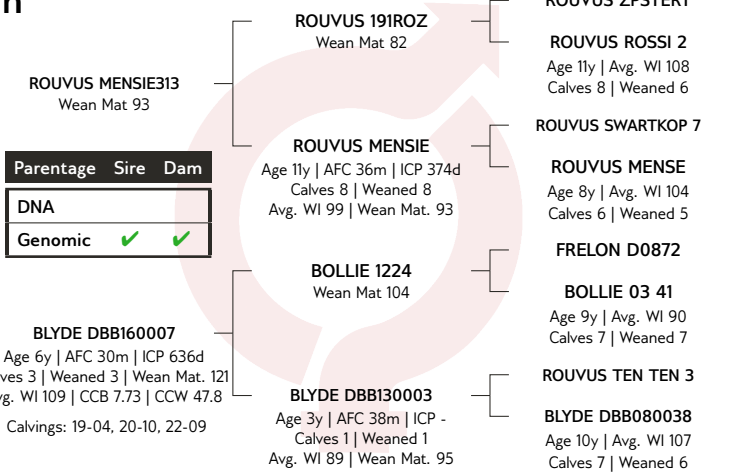 ROUVUS 191ROZ
Wean Mat 82
ROUVUS ROSSI 2
Age 11y | Avg. WI 108
Calves 8 | Weaned 6
ROUVUS MENSIE313
Wean Mat 93
ROUVUS MENSIE
Age 11y | AFC 36m | ICP 374d
Calves 8 | Weaned 8
Avg. WI 99 | Wean Mat. 93
ROUVUS SWARTKOP 7
ROUVUS MENSE
Age 8y | Avg. WI 104
Calves 6 | Weaned 5
Parentage Sire Dam
DNA
Genomic ✔ ✔
BOLLIE 1224
Wean Mat 104
FRELON D0872
BOLLIE 03 41
Age 9y | Avg. WI 90
Calves 7 | Weaned 7
BLYDE DBB160007
Age 6y | AFC 30m | ICP 636d
ves 3 | Weaned 3 | Wean Mat. 121
vg. WI 109 | CCB 7.73 | CCW 47.8
Calvings: 19-04, 20-10, 22-09
BLYDE DBB130003
Age 3y | AFC 38m | ICP -
Calves 1 | Weaned 1
Avg. WI 89 | Wean Mat. 95
ROUVUS TEN TEN 3
BLYDE DBB080038
Age 10y | Avg. WI 107
Calves 7 | Weaned 6